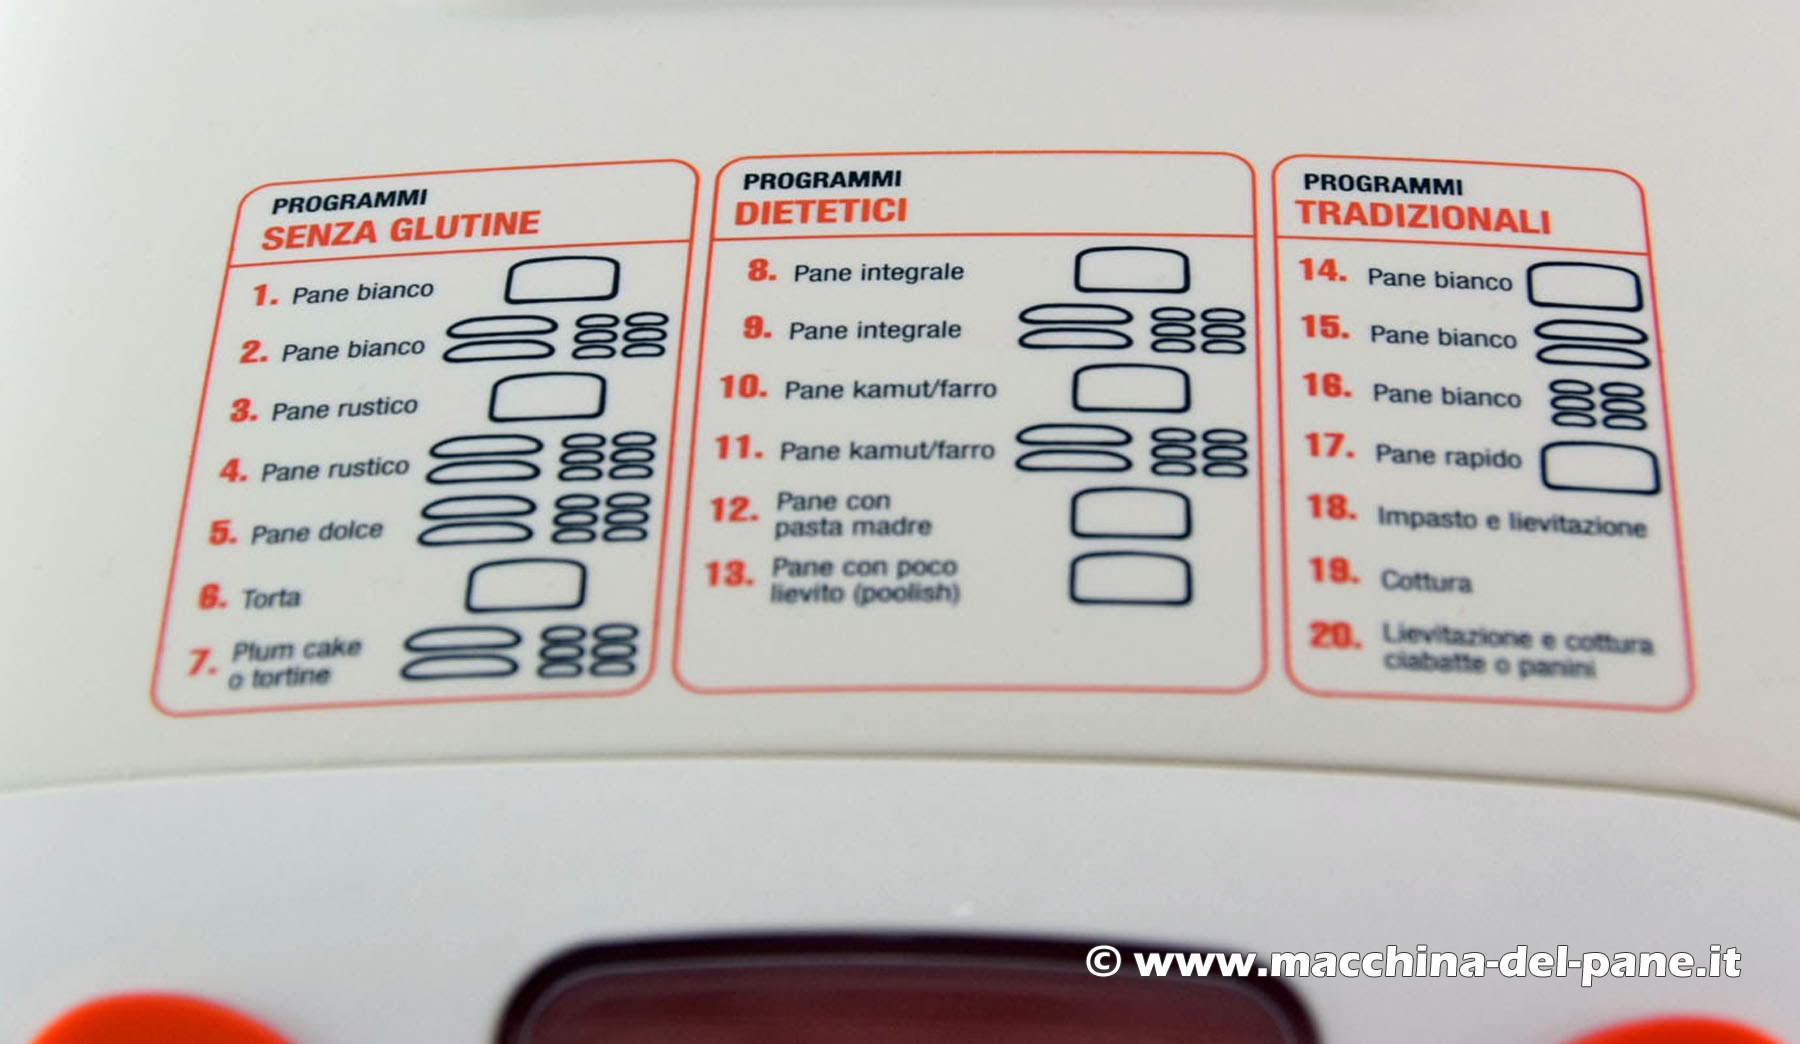 PROGRAMMI
SENZA GLUTINE
1. Pane bianco
2. Pane bianco
3. Pane rustico
4. Pane rustico
5. Pane dolce
6. Torta
7. Plum cake
o tortine
PROGRAMMI
DIETETICI
8. Pane integrale
9. Pane integrale
10. Pane kamut/farro
11. Pane kamut/farro
12. Pane con
pasta madre
13. Pane con poco
lievito (poolish)
PROGRAMMI
TRADIZIONALI
14. Pane bianco
15. Pane bianco
16. Pane bianco
17. Pane rapido
18. Impasto e lievitazione
19. Cottura
20. Lievitazione e cottura
ciabatte o panini
© www.macchina-del-pane.it